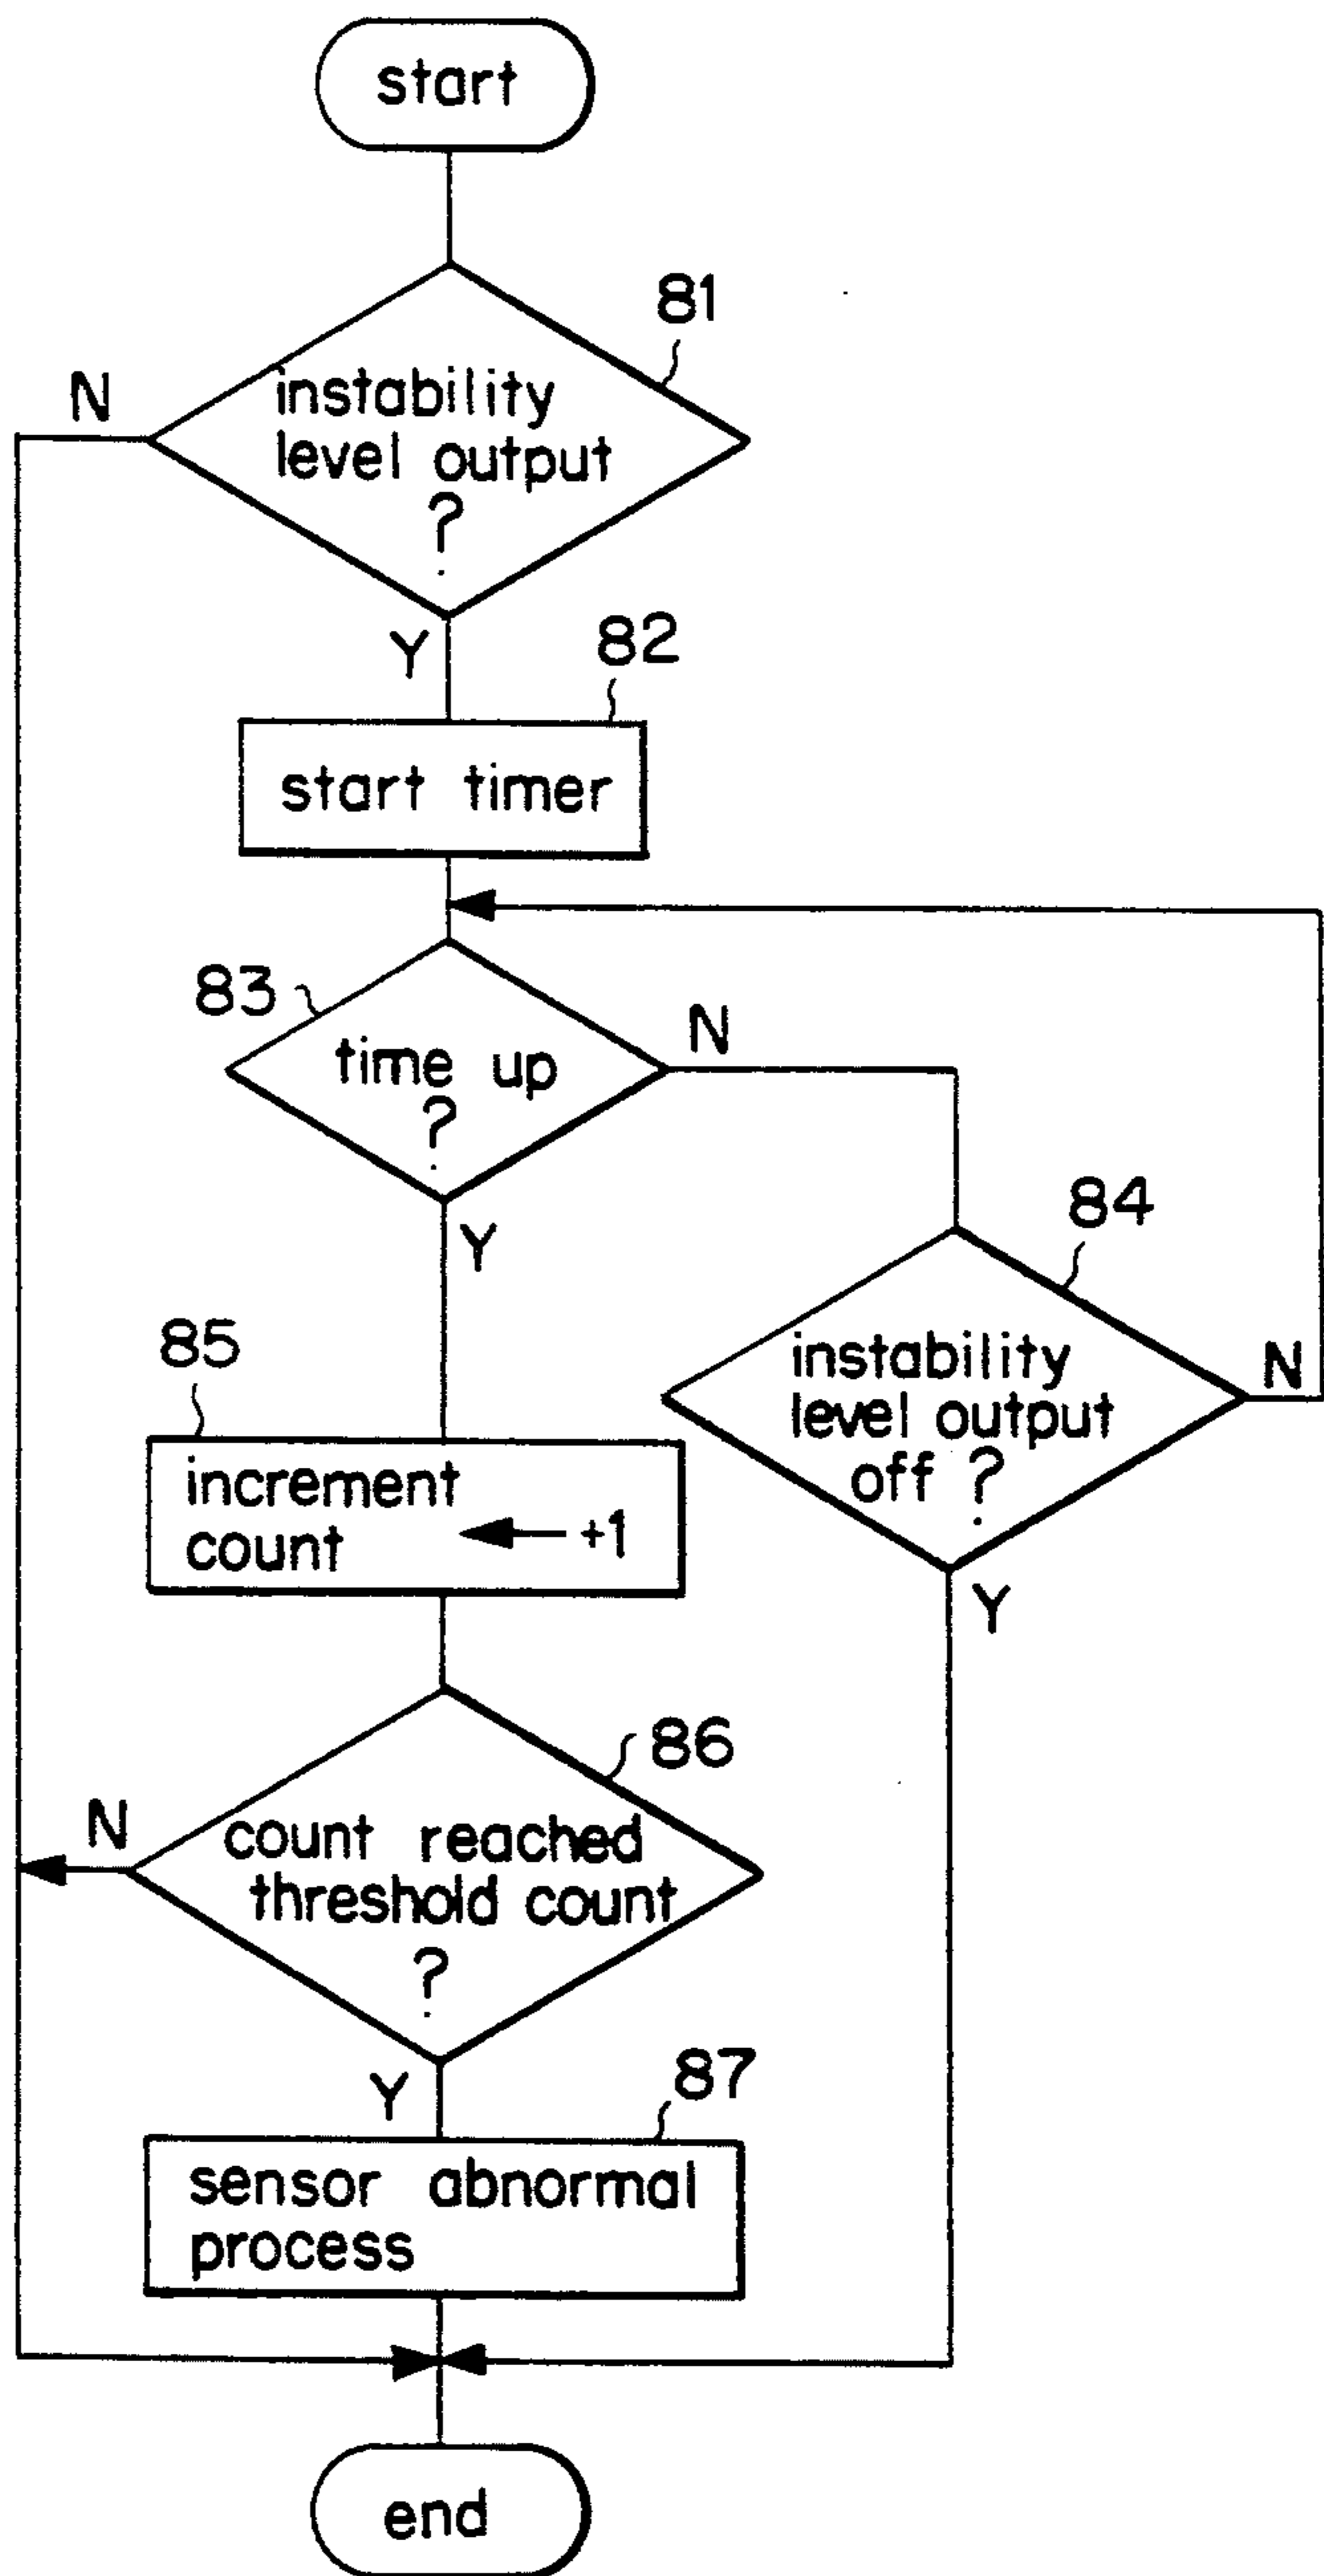 start
81
N
instability
level output
?
Y
82
start timer
83
N
time up
?
Y
84
85
instability
level output
off ?
N
increment
count ← +1
Y
86
N
count reached
threshold count
?
Y
87
sensor abnormal
process
end